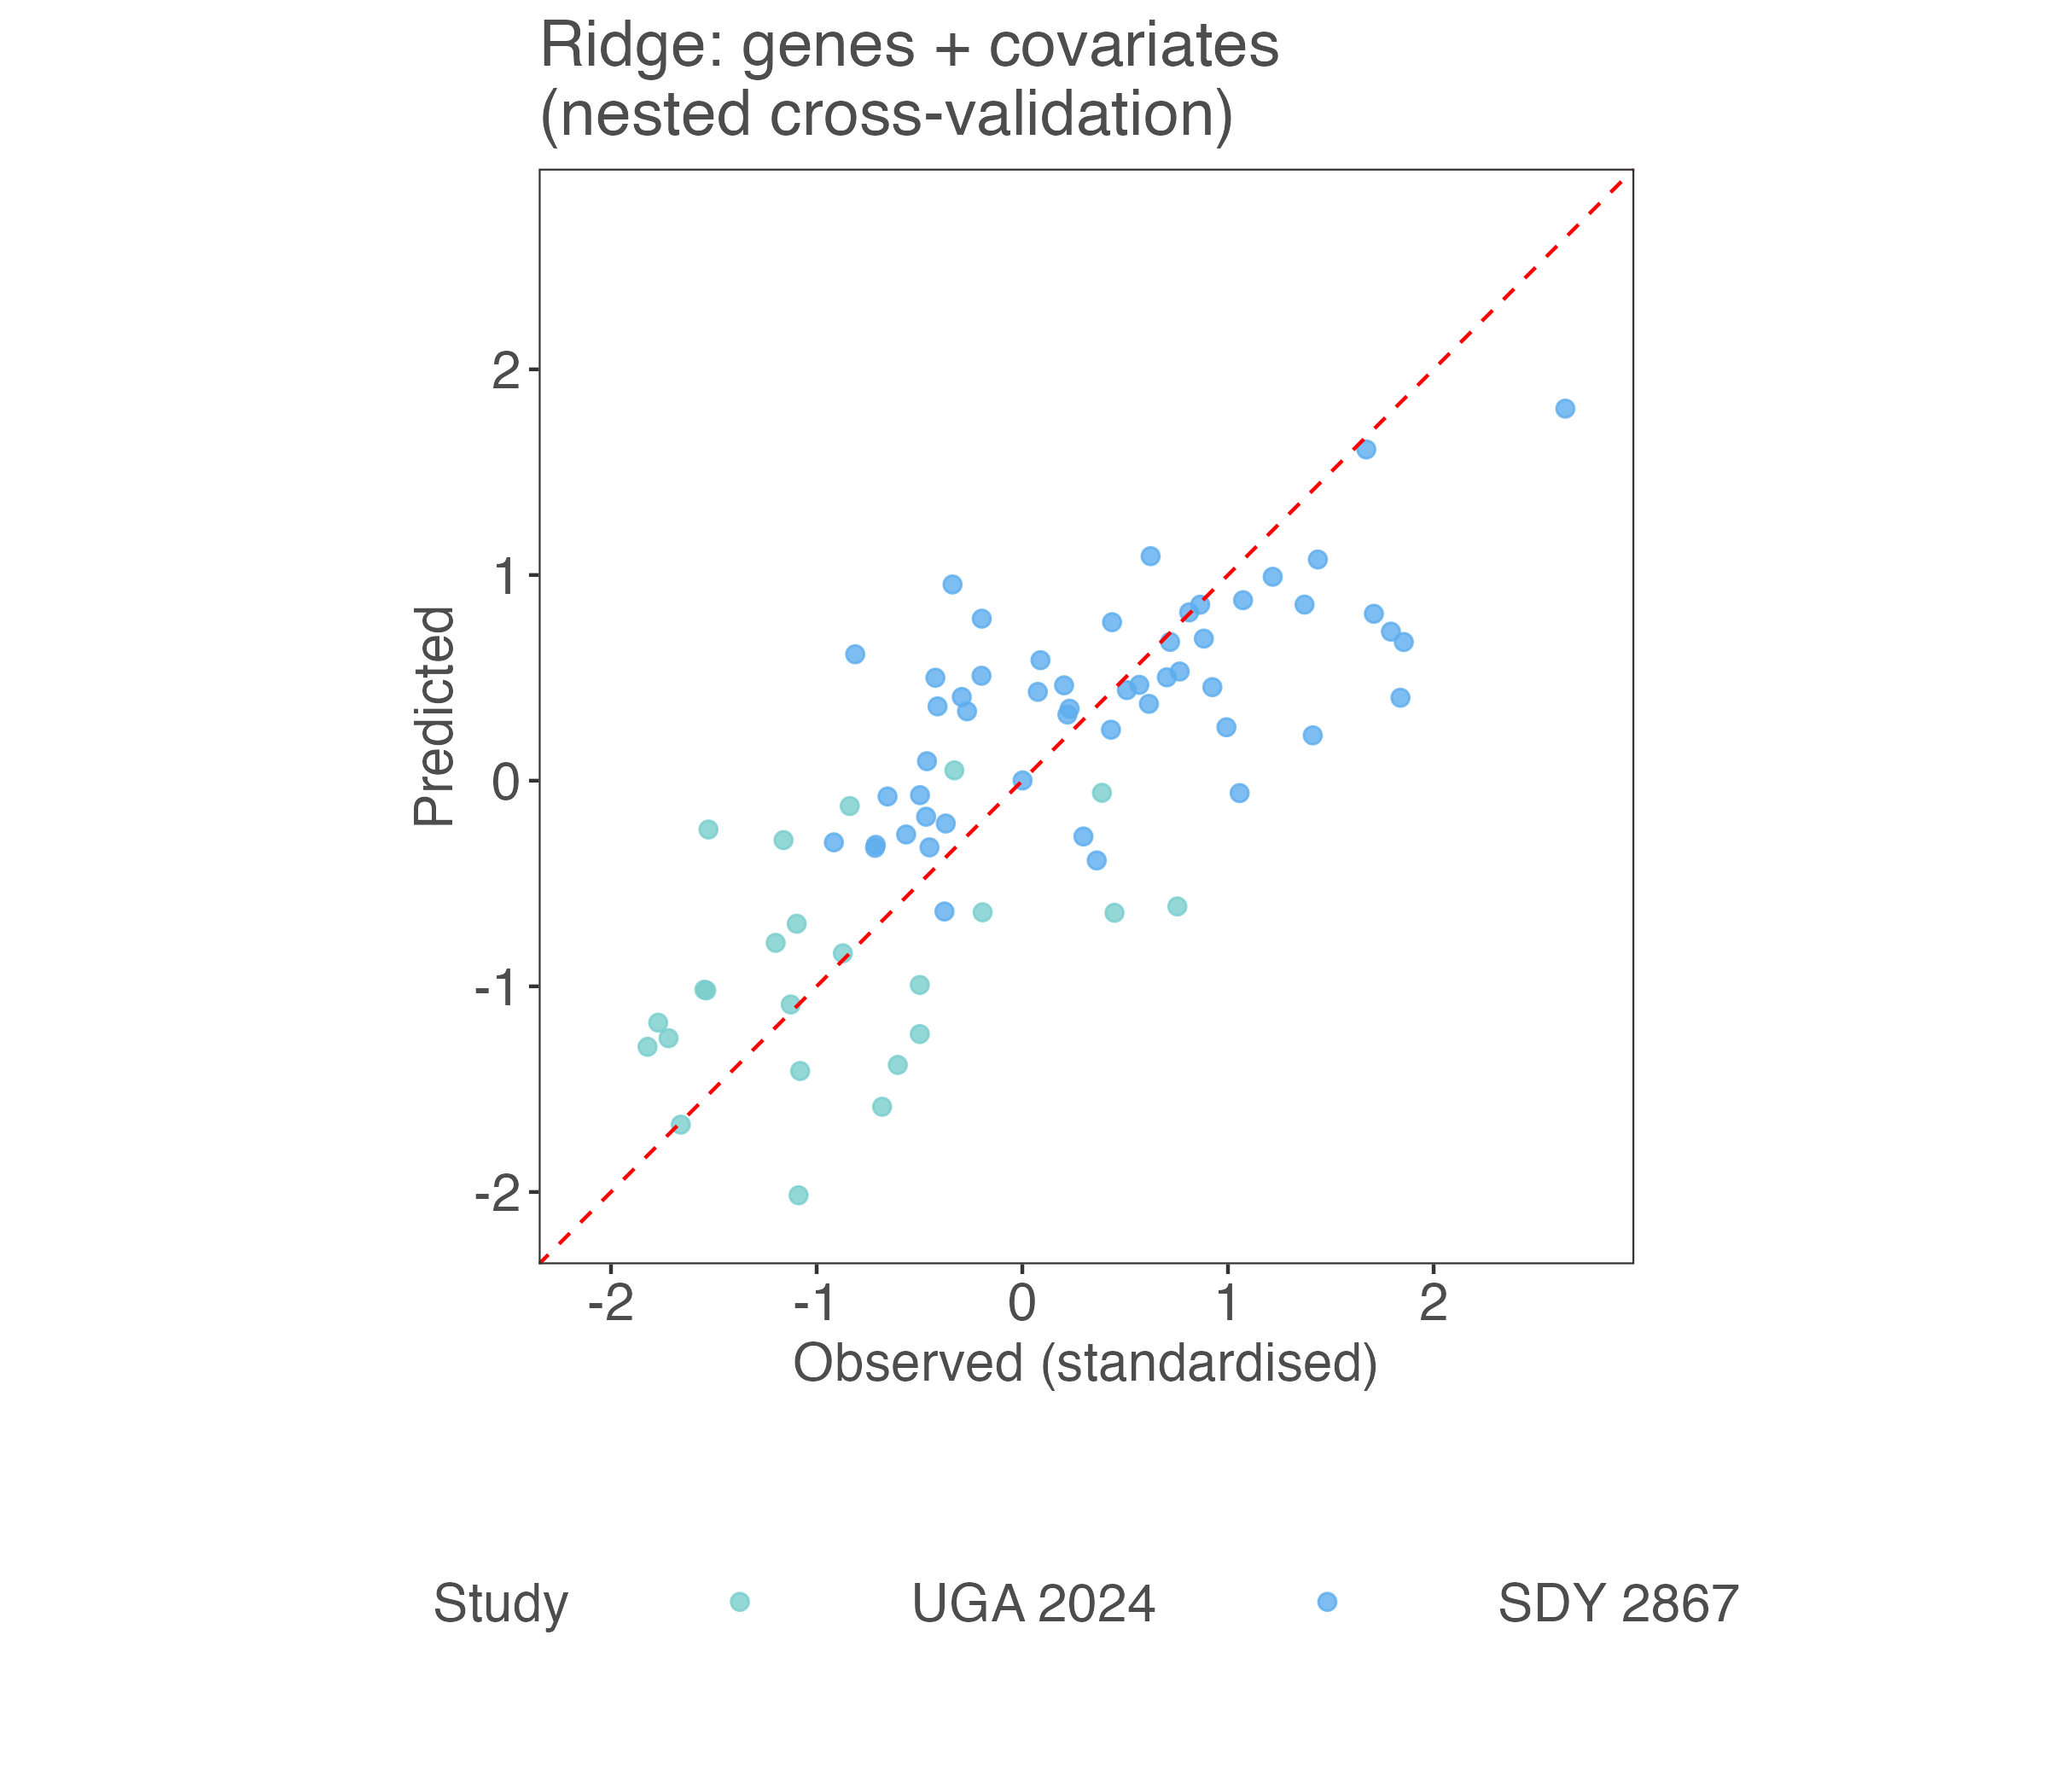 Ridge: genes + covariates
(nested cross-validation)
Predicted
2
1
0
-1
-2
-2 -1 0 1 2
Observed (standardised)
Study UGA 2024 SDY 2867